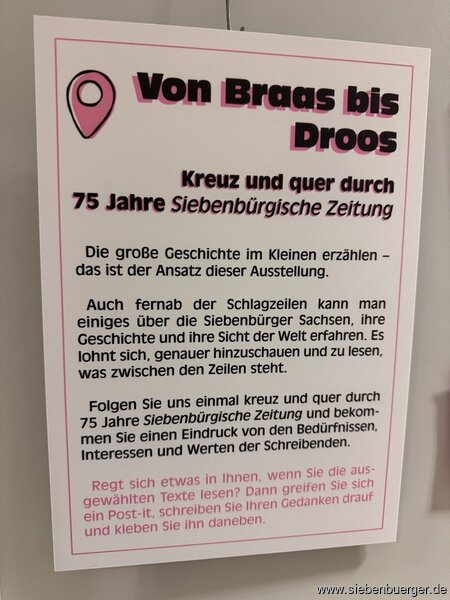 Von Braas bis
Droos
Kreuz und quer durch
75 Jahre Siebenbürgische Zeitung
Die große Geschichte im Kleinen erzählen –
das ist der Ansatz dieser Ausstellung.
Auch fernab der Schlagzeilen kann man
einiges über die Siebenbürger Sachsen, ihre
Geschichte und ihre Sicht der Welt erfahren. Es
lohnt sich, genauer hinzuschauen und zu lesen,
was zwischen den Zeilen steht.
Folgen Sie uns einmal kreuz und quer durch
75 Jahre Siebenbürgische Zeitung und bekom-
men Sie einen Eindruck von den Bedürfnissen,
Interessen und Werten der Schreibenden.
Regt sich etwas in Ihnen, wenn Sie die aus-
gewählten Texte lesen? Dann greifen Sie sich
ein Post-it, schreiben Sie Ihren Gedanken drauf
und kleben Sie ihn daneben.
www.siebenbuerger.de